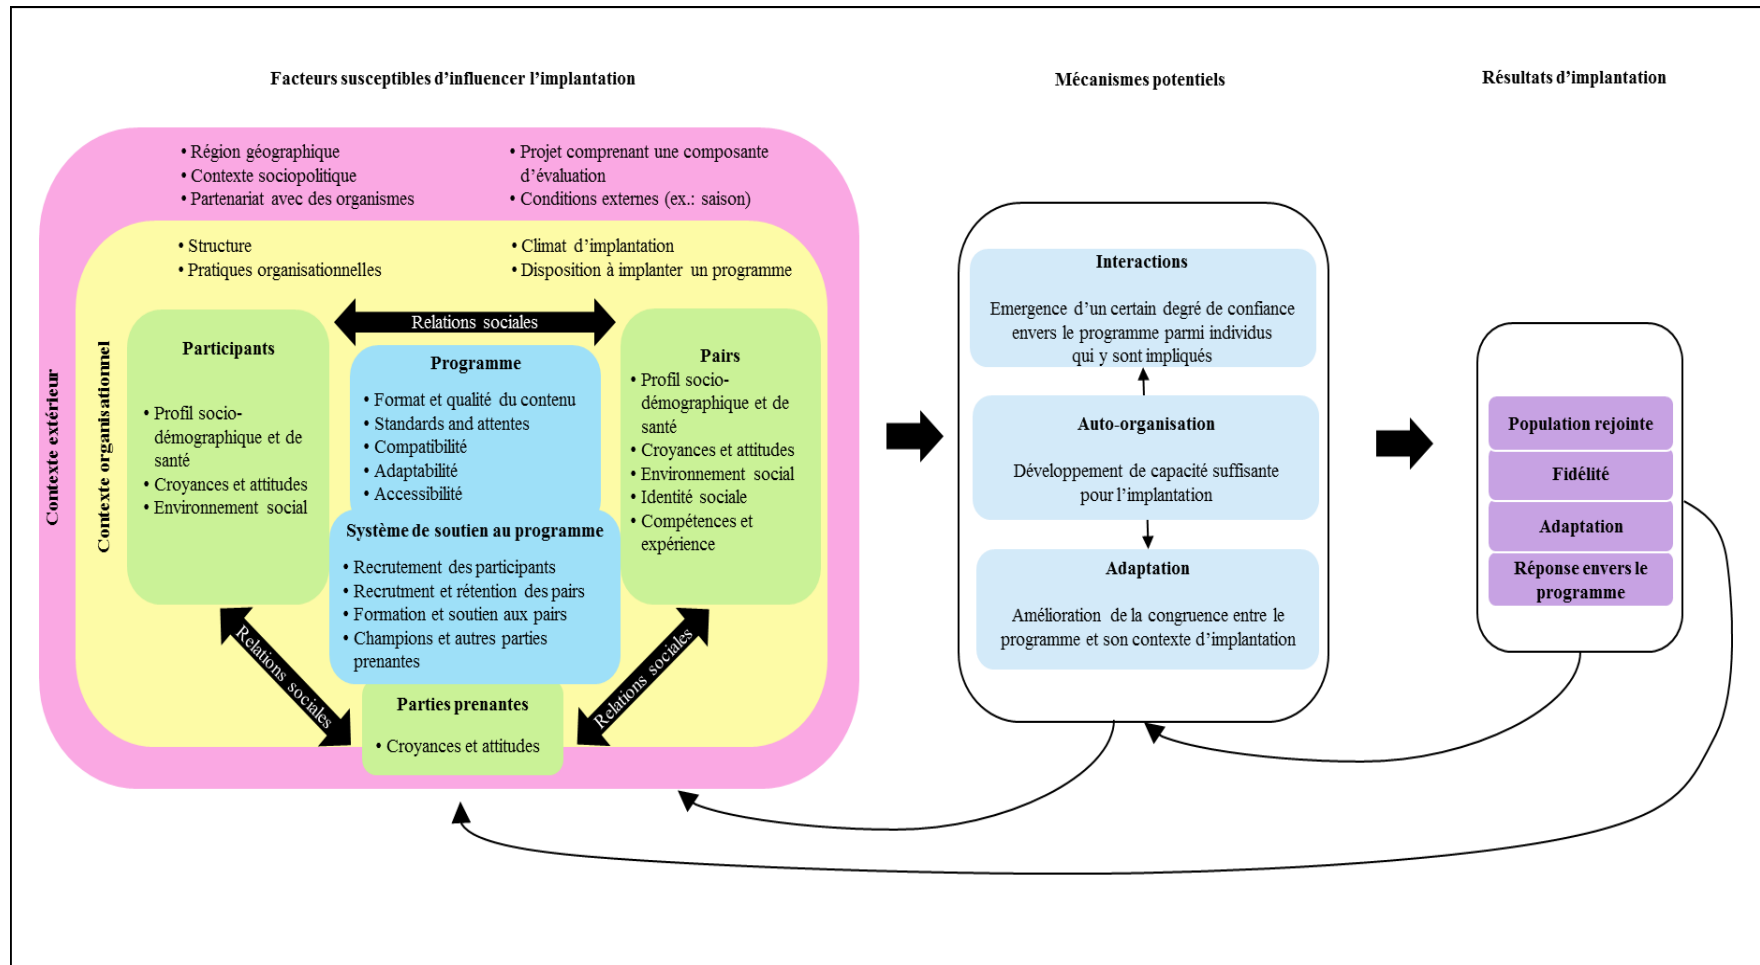 Facteurs susceptibles d'influencer l'implantation
Mécanismes potentiels
Résultats d'implantation
Contexte extérieur
• Région géographique
• Contexte sociopolitique
• Partenariat avec des organismes
• Projet comprenant une composante
d'évaluation
• Conditions externes (ex.: saison)
Contexte organisationnel
• Structure
• Pratiques organisationnelles
• Climat d'implantation
• Disposition à implanter un programme
Relations sociales
Participants
• Profil socio-
démographique et de
santé
• Croyances et attitudes
• Environnement social
Programme
• Format et qualité du contenu
• Standards and attentes
• Compatibilité
• Adaptabilité
• Accessibilité
Système de soutien au programme
• Recrutement des participants
• Recrutment et rétention des pairs
• Formation et soutien aux pairs
• Champions et autres parties
prenantes
Pairs
• Profil socio-
démographique et de
santé
• Croyances et attitudes
• Environnement social
• Identité sociale
• Compétences et
expérience
Relations sociales
Relations sociales
Parties prenantes
• Croyances et attitudes
Interactions
Emergence d'un certain degré de confiance
envers le programme parmi individus
qui y sont impliqués
Auto-organisation
Développement de capacité suffisante
pour l'implantation
Adaptation
Amélioration de la congruence entre le
programme et son contexte d'implantation
Population rejointe
Fidélité
Adaptation
Réponse envers le
programme